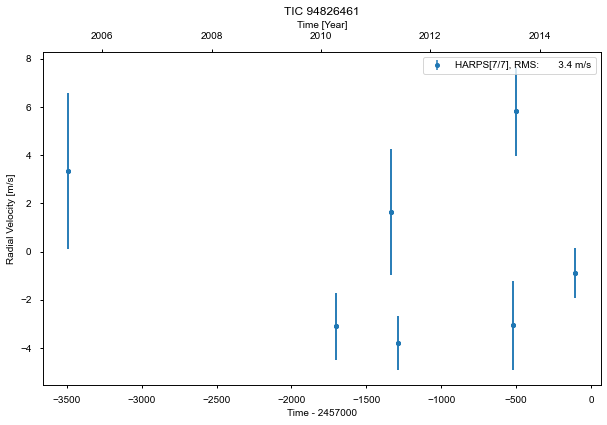 TIC 94826461
Time [Year]
2006 2008 2010 2012 2014
HARPS[7/7], RMS: 3.4 m/s
8
6
4
2
0
−2
−4
Radial Velocity [m/s]
−3500 −3000 −2500 −2000 −1500 −1000 −500 0
Time - 2457000